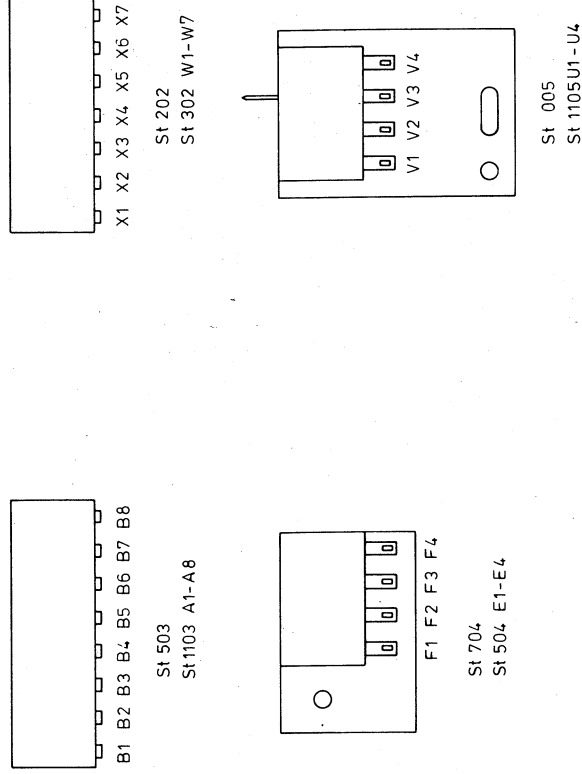 X1 X2 X3 X4 X5 X6 X7
St 202
St 302 W1-W7
V1 V2 V3 V4
St 005
St 1105 U1-U4
B1 B2 B3 B4 B5 B6 B7 B8
St 503
St 1103 A1-A8
F1 F2 F3 F4
St 704
St 504 E1-E4